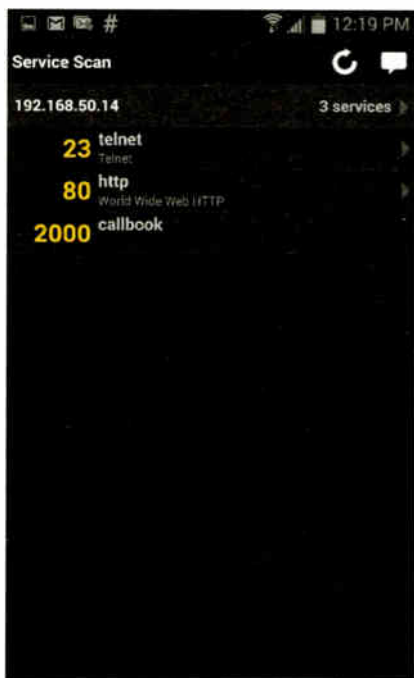 # 12:19 PM
Service Scan
192.168.50.14 3 services
23 telnet
Telnet
80 http
World Wide Web HTTP
2000 callbook